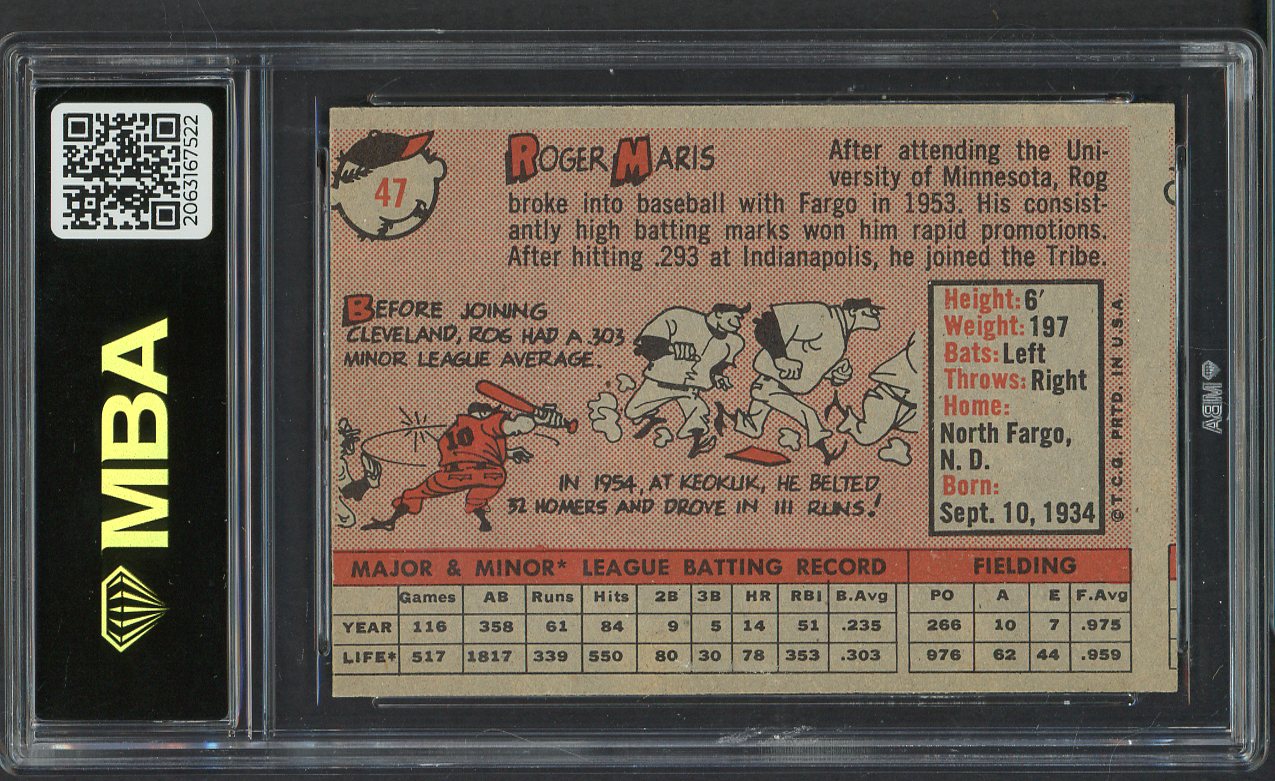 2063167522
MBA
47
ROGER MARIS
After attending the Uni-
versity of Minnesota, Rog
broke into baseball with Fargo in 1953. His consist-
antly high batting marks won him rapid promotions.
After hitting .293 at Indianapolis, he joined the Tribe.
BEFORE JOINING
CLEVELAND, ROG HAD A .303
MINOR LEAGUE AVERAGE.
10
IN 1954, AT KEOKUK, HE BELTED
32 HOMERS AND DROVE IN 111 RUNS!
Height: 6'
Weight: 197
Bats: Left
Throws: Right
Home:
North Fargo,
N. D.
Born:
Sept. 10, 1934
© T. C. G. PRTD. IN U.S.A.
MBA
MAJOR & MINOR* LEAGUE BATTING RECORD FIELDING
Games AB Runs Hits 2B 3B HR RBI B.Avg PO A E F.Avg
YEAR 116 358 61 84 9 5 14 51 .235 266 10 7 .975
LIFE* 517 1817 339 550 80 30 78 353 .303 976 62 44 .959